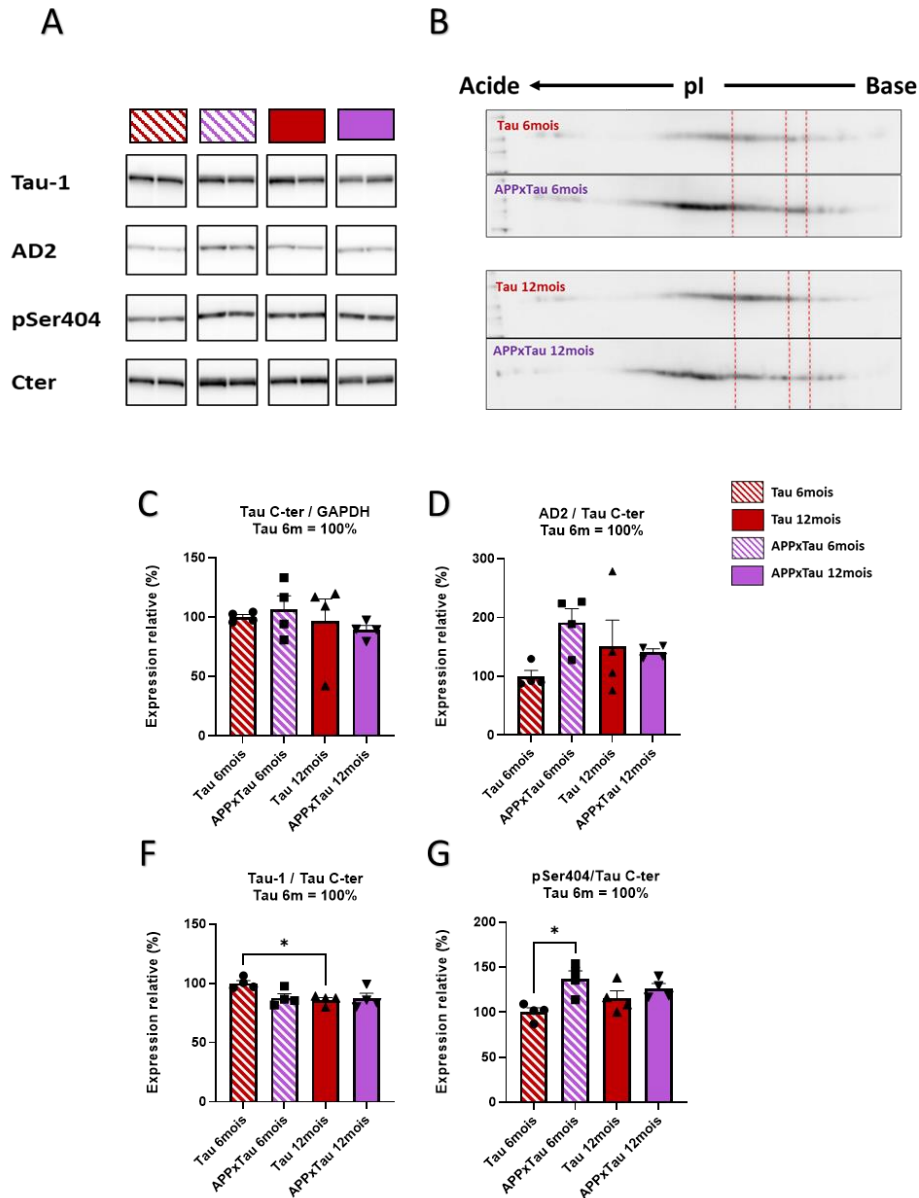 A
B
Acide
pI
Base
Tau-1
AD2
pSer404
Cter
Tau 6mois
APPxTau 6mois
Tau 12mois
APPxTau 12mois
Tau 6mois
Tau 12mois
APPxTau 6mois
APPxTau 12mois
C
Tau C-ter / GAPDH
Tau 6m = 100%
Expression relative (%)
150
100
50
0
Tau 6mois
APPxTau 6mois
Tau 12mois
APPxTau 12mois
D
AD2 / Tau C-ter
Tau 6m = 100%
Expression relative (%)
300
200
100
0
Tau 6mois
APPxTau 6mois
Tau 12mois
APPxTau 12mois
F
Tau-1 / Tau C-ter
Tau 6m = 100%
Expression relative (%)
150
100
50
0
*
Tau 6mois
APPxTau 6mois
Tau 12mois
APPxTau 12mois
G
pSer404/Tau C-ter
Tau 6m = 100%
Expression relative (%)
200
150
100
50
0
*
Tau 6mois
APPxTau 6mois
Tau 12mois
APPxTau 12mois